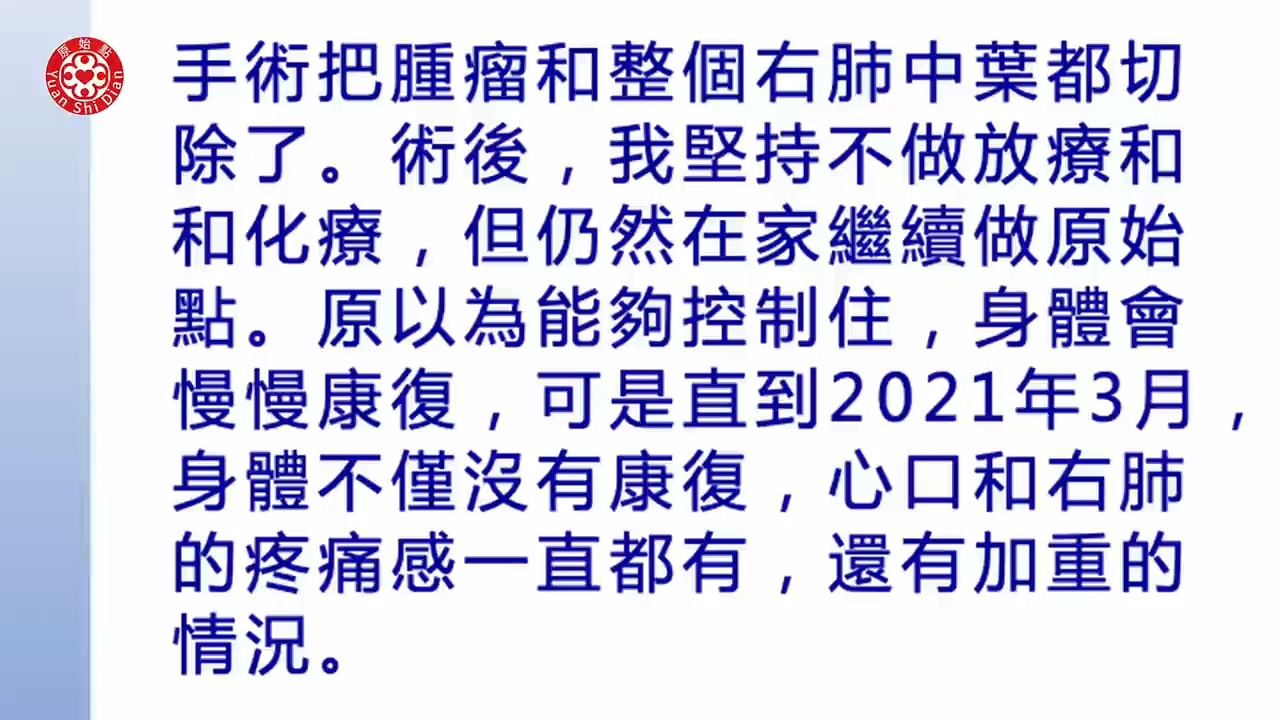 原始點
Yuan Shi Dian
手術把腫瘤和整個右肺中葉都切
除了。術後，我堅持不做放療和
和化療，但仍然在家繼續做原始
點。原以為能夠控制住，身體會
慢慢康復，可是直到2021年3月，
身體不僅沒有康復，心口和右肺
的疼痛感一直都有，還有加重的
情況。